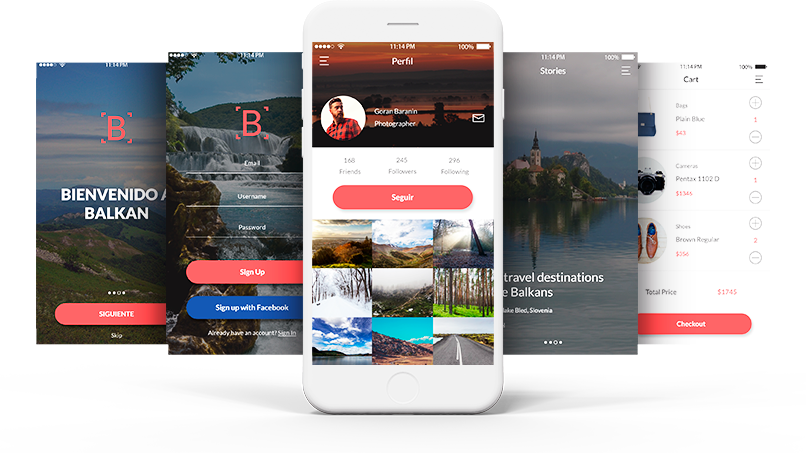 11:14 PM
B
BIENVENIDO A
BALKAN
SIGUIENTE
Skip
11:14 PM
B
Email
Username
Password
Sign Up
Sign up with Facebook
Already have an account? Sign In
11:14 PM 100%
Perfil
Goran Baranin
Photographer
168 245 296
Friends Followers Following
Seguir
11:14 PM 100%
Stories
travel destinations
e Balkans
ake Bled, Slovenia
11:14 PM 100%
Cart
Bags
Plain Blue 1
$43
Cameras
Pentax 1102 D 1
$1346
Shoes
Brown Regular 2
$356
Total Price $1745
Checkout